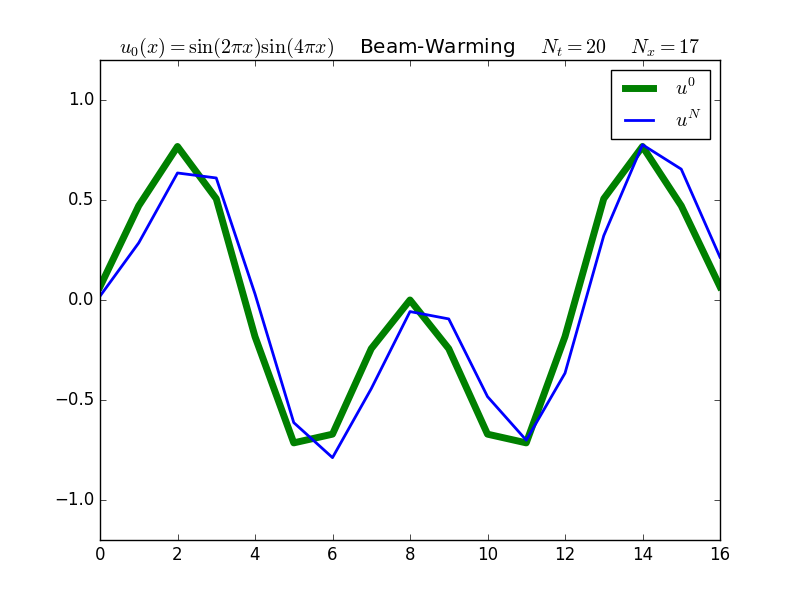 u_0(x) = sin(2πx)sin(4πx) Beam-Warming N_t = 20 N_x = 17
u^0
u^N
1.0
0.5
0.0
−0.5
−1.0
0 2 4 6 8 10 12 14 16